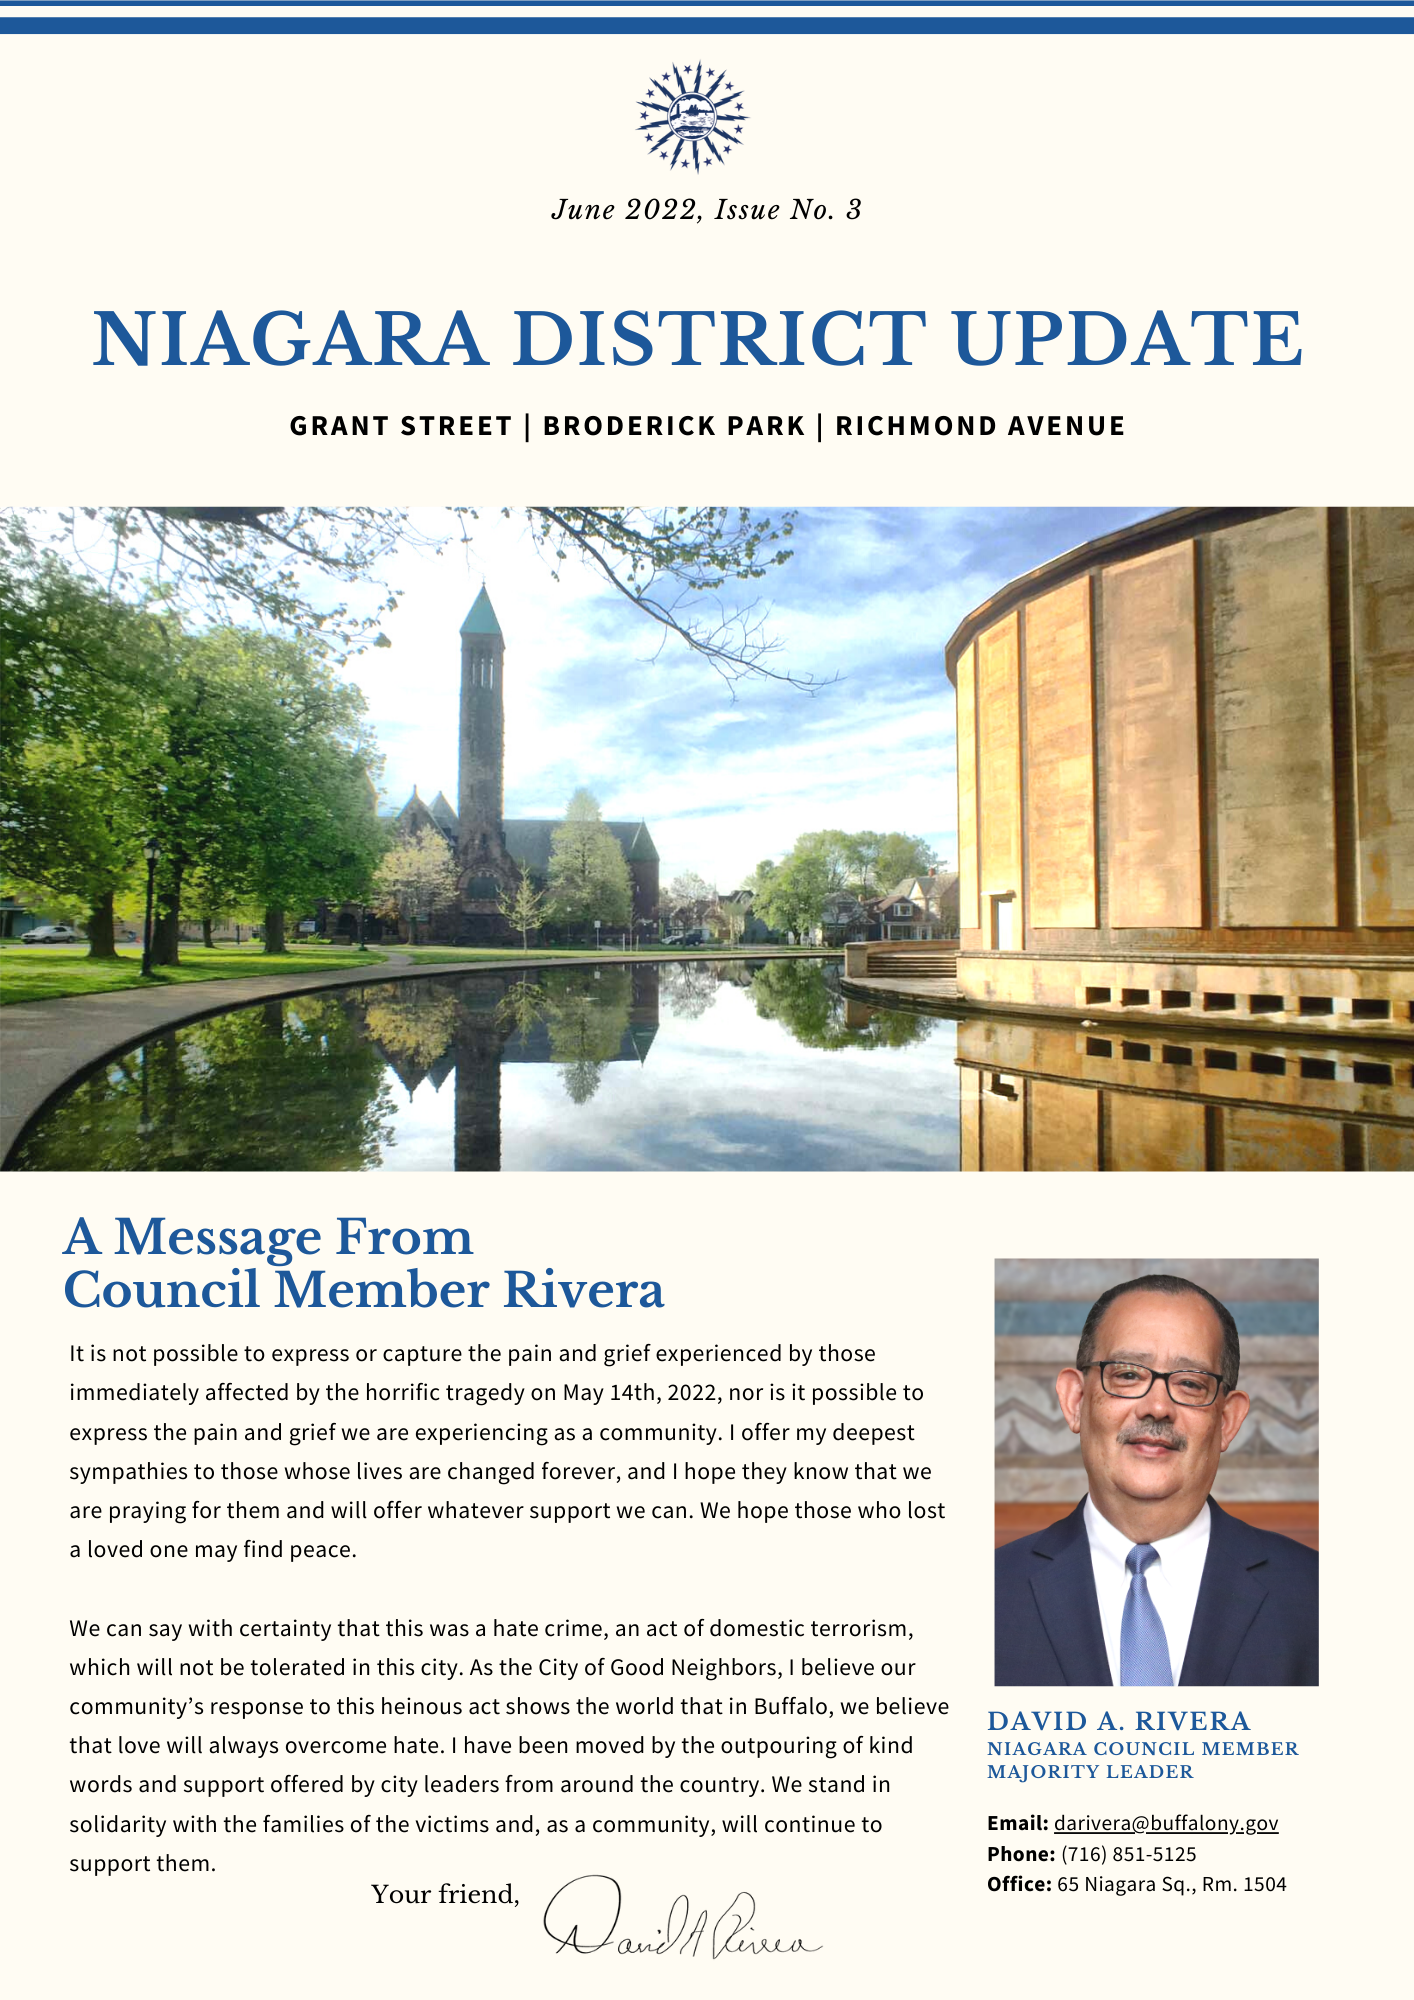 June 2022, Issue No. 3
NIAGARA DISTRICT UPDATE
GRANT STREET | BRODERICK PARK | RICHMOND AVENUE
A Message From
Council Member Rivera
It is not possible to express or capture the pain and grief experienced by those
immediately affected by the horrific tragedy on May 14th, 2022, nor is it possible to
express the pain and grief we are experiencing as a community. I offer my deepest
sympathies to those whose lives are changed forever, and I hope they know that we
are praying for them and will offer whatever support we can. We hope those who lost
a loved one may find peace.
We can say with certainty that this was a hate crime, an act of domestic terrorism,
which will not be tolerated in this city. As the City of Good Neighbors, I believe our
community’s response to this heinous act shows the world that in Buffalo, we believe
that love will always overcome hate. I have been moved by the outpouring of kind
words and support offered by city leaders from around the country. We stand in
solidarity with the families of the victims and, as a community, will continue to
support them.
Your friend,
David A Rivera
DAVID A. RIVERA
NIAGARA COUNCIL MEMBER
MAJORITY LEADER
Email: darivera@buffalony.gov
Phone: (716) 851-5125
Office: 65 Niagara Sq., Rm. 1504